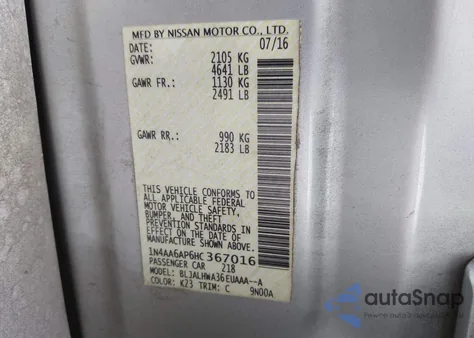 MFD BY NISSAN MOTOR CO., LTD.
DATE: 07/16
GVWR: 2105 KG
4641 LB
GAWR FR.: 1130 KG
2491 LB
GAWR RR.: 990 KG
2183 LB
THIS VEHICLE CONFORMS TO
ALL APPLICABLE FEDERAL
MOTOR VEHICLE SAFETY,
BUMPER, AND THEFT
PREVENTION STANDARDS
IN EFFECT ON THE DATE OF
MANUFACTURE SHOWN ABOVE.
1N4AA6AP6HC367016
PASSENGER CAR 218
MODEL: BLJALHWA36EUAAA--A
COLOR: K23 TRIM: C 9N00A
autoSnap